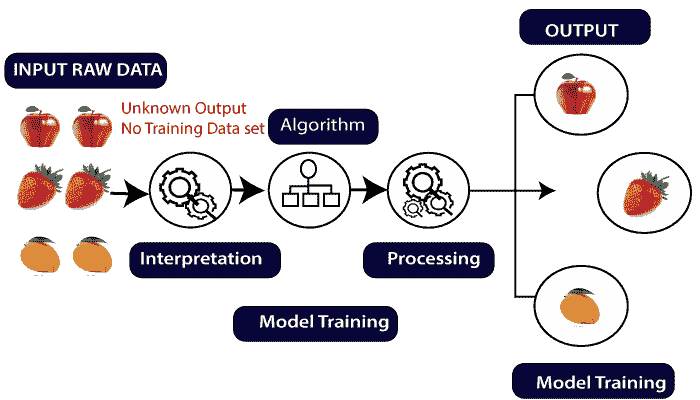 INPUT RAW DATA
Unknown Output
No Training Data set
Algorithm
OUTPUT
Interpretation
Processing
Model Training
Model Training